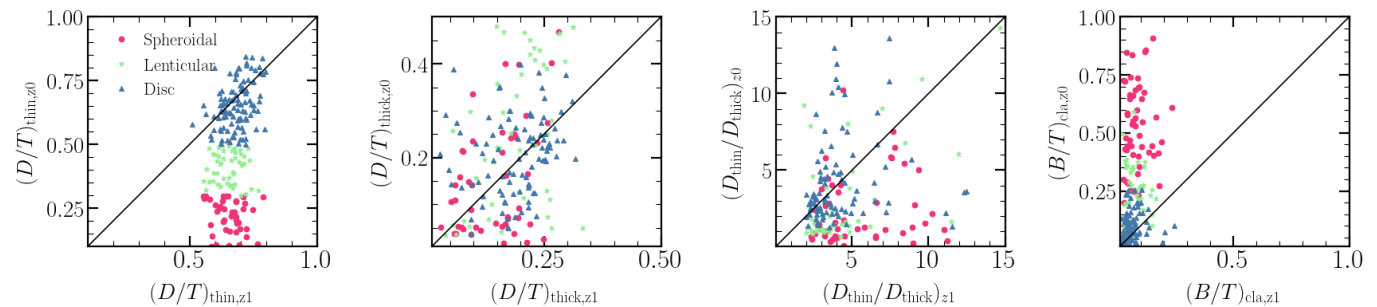 1.00
0.75
0.50
0.25
(D/T)thin,z0
Spheroidal
Lenticular
Disc
0.5
1.0
(D/T)thin,z1
0.4
0.2
(D/T)thick,z0
0.25
0.50
(D/T)thick,z1
15
10
5
(Dthin/Dthick)z0
5
10
15
(Dthin/Dthick)z1
1.00
0.75
0.50
0.25
(B/T)cla,z0
0.5
1.0
(B/T)cla,z1